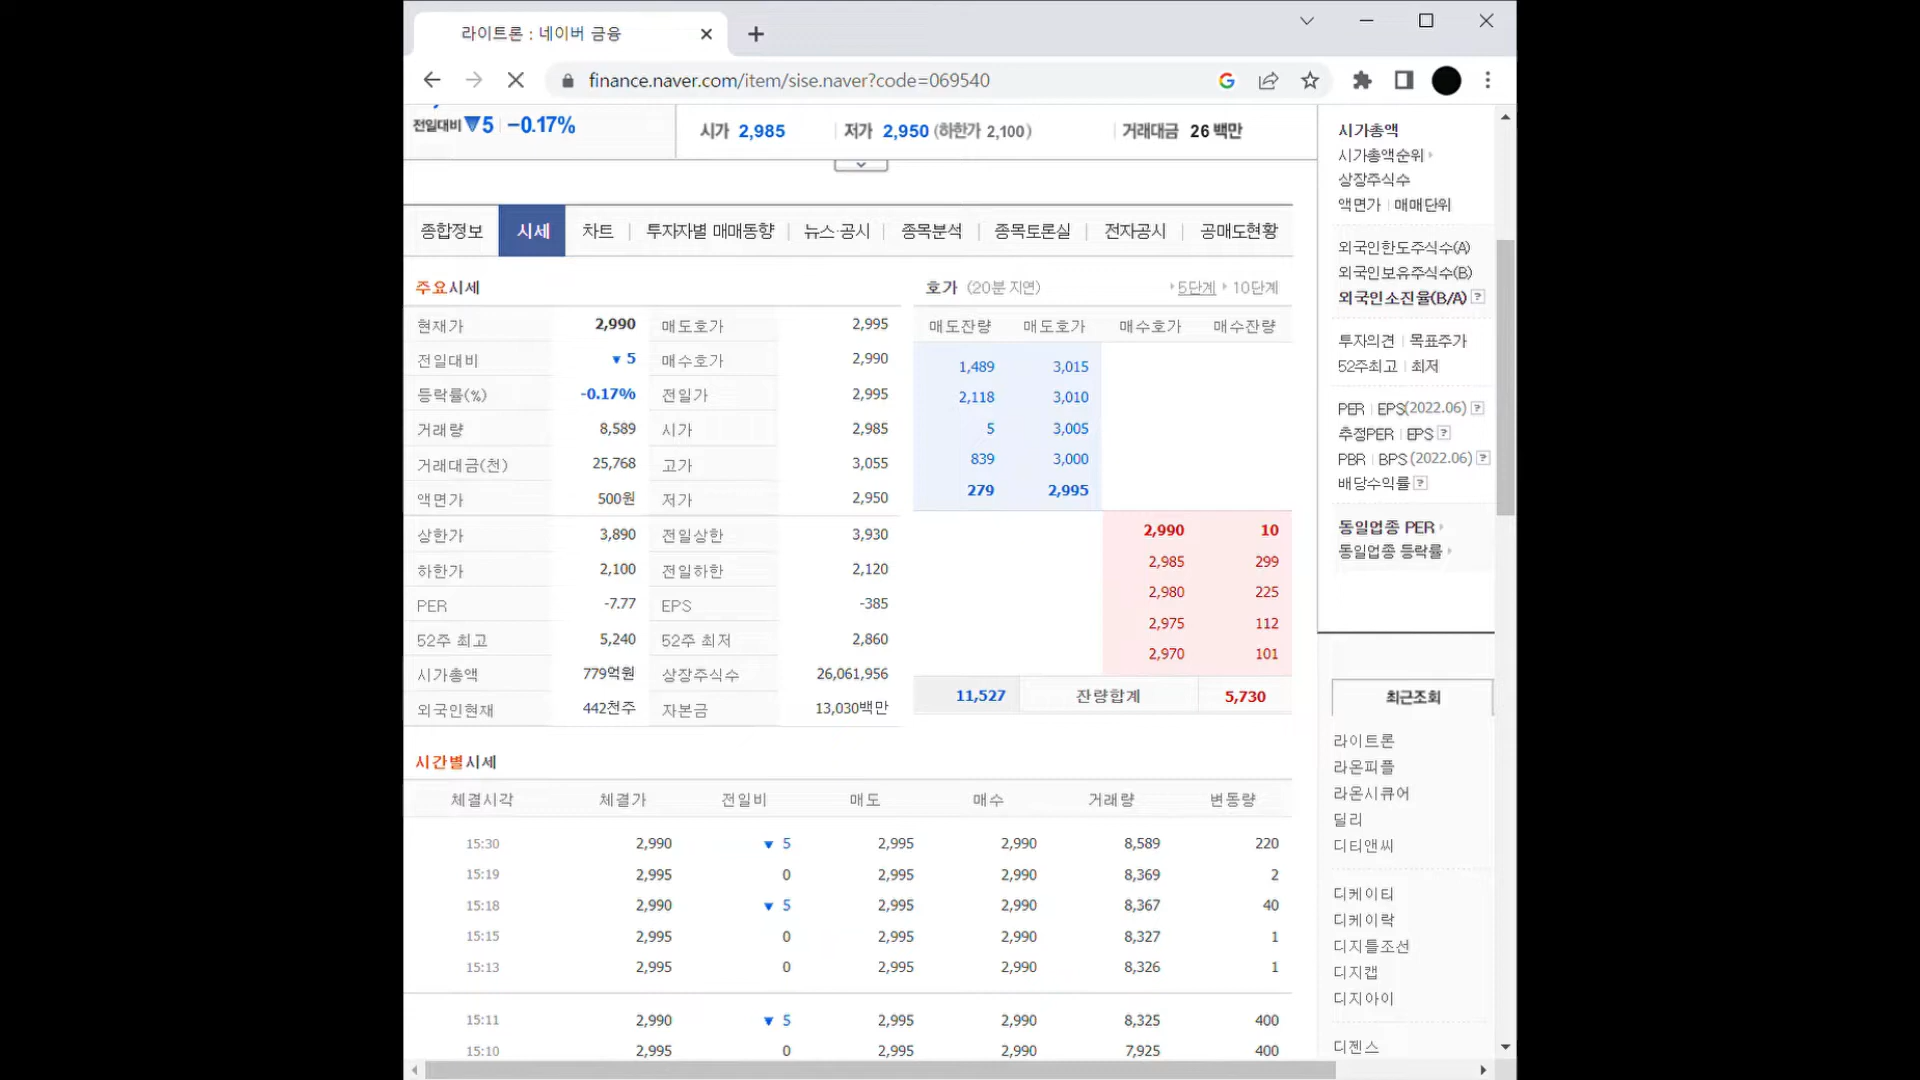 라이트론 : 네이버 금융
finance.naver.com/item/sise.naver?code=069540
전일대비 ▼5 | -0.17%
시가 2,985 | 저가 2,950 (하한가 2,100) | 거래대금 26 백만
종합정보 시세 차트 | 투자자별 매매동향 | 뉴스·공시 | 종목분석 | 종목토론실 | 전자공시 | 공매도현황
주요시세
현재가 2,990 매도호가 2,995
전일대비 ▼ 5 매수호가 2,990
등락률(%) -0.17% 전일가 2,995
거래량 8,589 시가 2,985
거래대금(천) 25,768 고가 3,055
액면가 500원 저가 2,950
상한가 3,890 전일상한 3,930
하한가 2,100 전일하한 2,120
PER -7.77 EPS -385
52주 최고 5,240 52주 최저 2,860
시가총액 779억원 상장주식수 26,061,956
외국인현재 442천주 자본금 13,030백만
호가 (20분 지연) 5단계 10단계
매도잔량 매도호가 매수호가 매수잔량
1,489 3,015
2,118 3,010
5 3,005
839 3,000
279 2,995
2,990 10
2,985 299
2,980 225
2,975 112
2,970 101
11,527 잔량합계 5,730
시간별시세
체결시각 체결가 전일비 매도 매수 거래량 변동량
15:30 2,990 ▼ 5 2,995 2,990 8,589 220
15:19 2,995 0 2,995 2,990 8,369 2
15:18 2,990 ▼ 5 2,995 2,990 8,367 40
15:15 2,995 0 2,995 2,990 8,327 1
15:13 2,995 0 2,995 2,990 8,326 1
15:11 2,990 ▼ 5 2,995 2,990 8,325 400
15:10 2,995 0 2,995 2,990 7,925 400
시가총액
시가총액순위
상장주식수
액면가 | 매매단위
외국인한도주식수(A)
외국인보유주식수(B)
외국인소진율(B/A) ?
투자의견 | 목표주가
52주최고 | 최저
PER | EPS(2022.06) ?
추정PER | EPS ?
PBR | BPS (2022.06) ?
배당수익률 ?
동일업종 PER
동일업종 등락률
최근조회
라이트론
라온피플
라온시큐어
딜리
디티앤씨
디케이티
디케이락
디지틀조선
디지캡
디지아이
디젠스